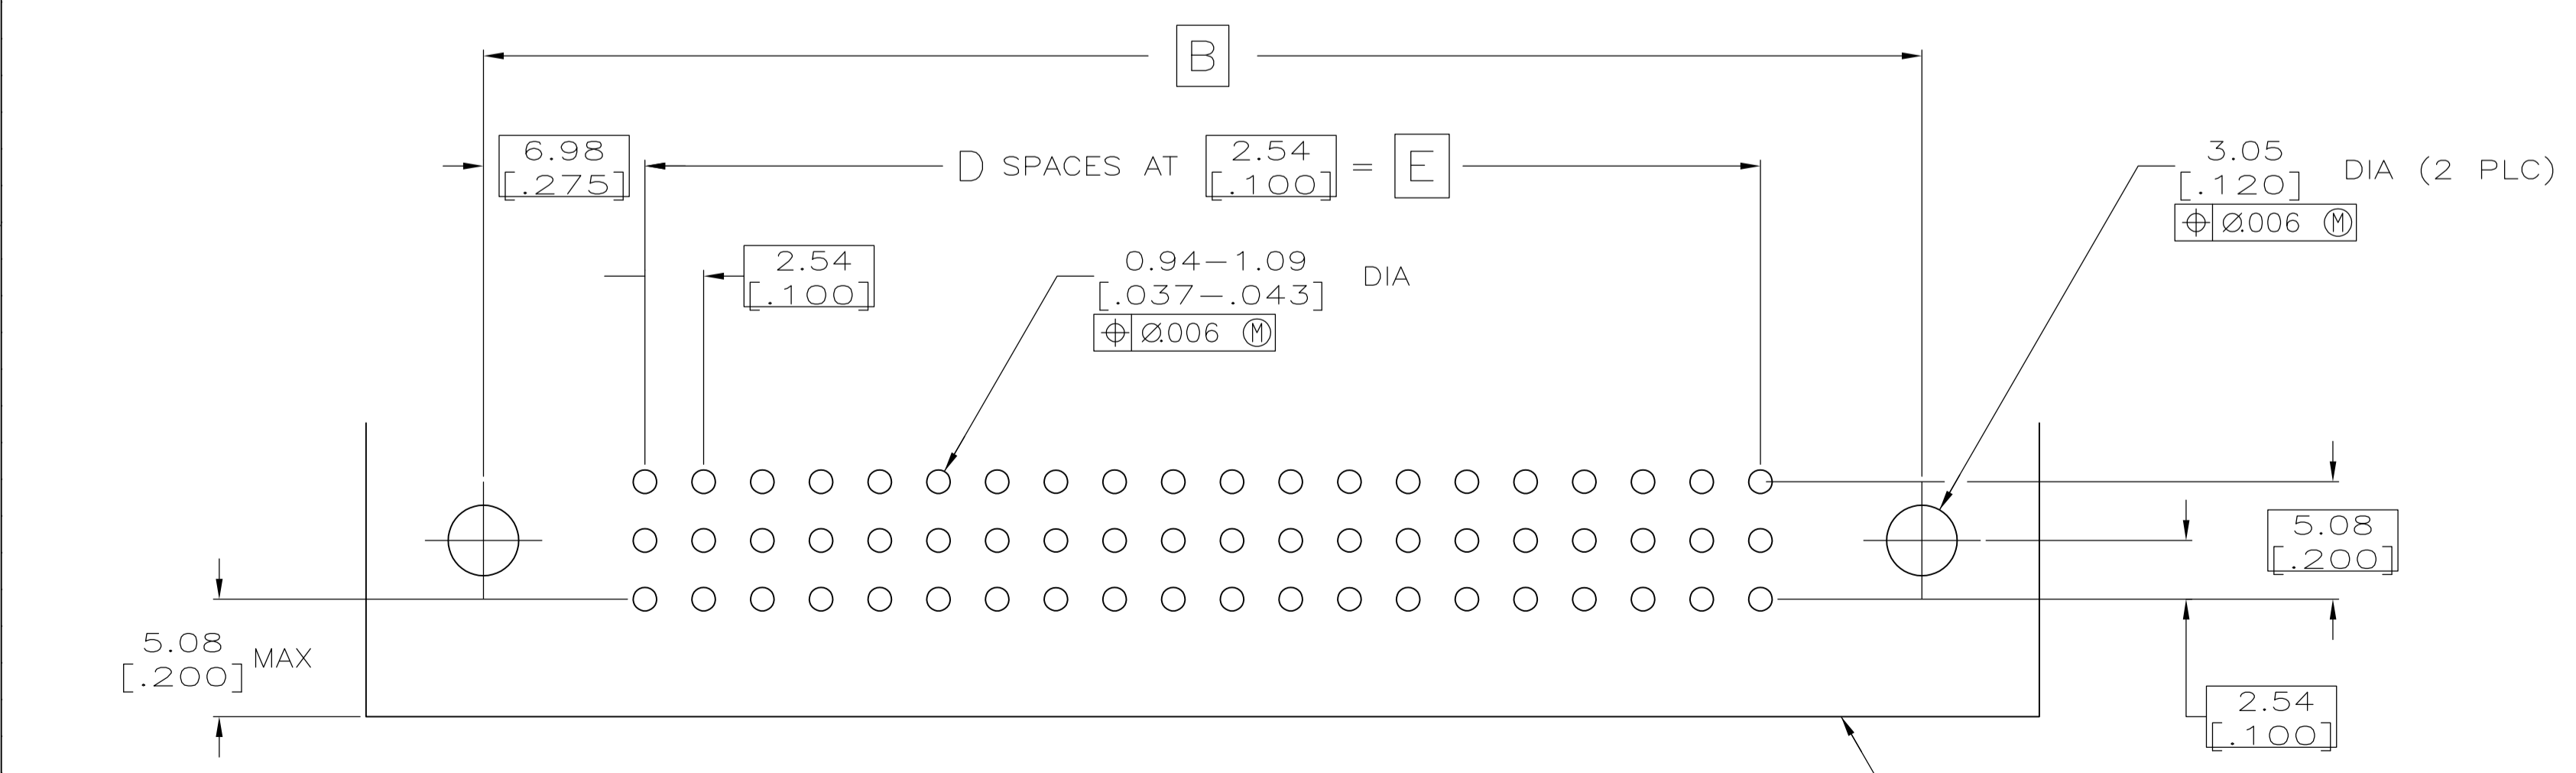 B
6.98
[.275]
D SPACES AT 2.54 [.100] = E
2.54
[.100]
0.94-1.09
[.037-.043] DIA
⌖ Ø.006 Ⓜ
3.05
[.120] DIA (2 PLC)
⌖ Ø.006 Ⓜ
5.08
[.200] MAX
5.08
[.200]
2.54
[.100]